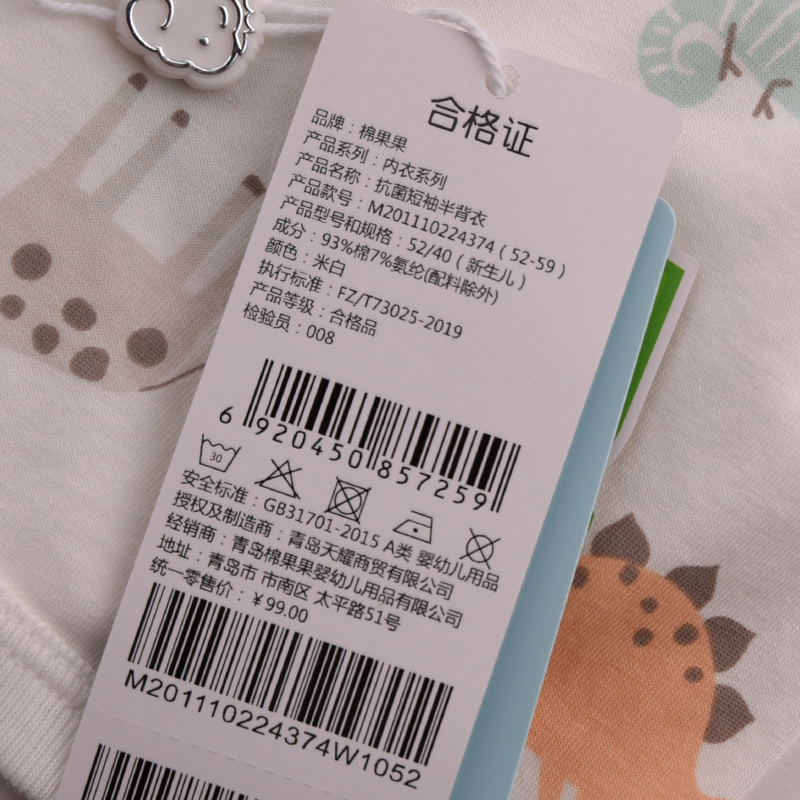 合格证
品牌：棉果果
产品系列：内衣系列
产品名称：抗菌短袖半背衣
产品款号：M201110224374（52-59）
产品型号和规格：52/40（新生儿）
成分：93%棉7%氨纶(配料除外)
颜色：米白
执行标准：FZ/T73025-2019
产品等级：合格品
检验员：008
6 920450 857259
30
安全标准：GB31701-2015 A类 婴幼儿用品
授权及制造商：青岛天耀商贸有限公司
经销商：青岛棉果果婴幼儿用品有限公司
地址：青岛市 市南区 太平路51号
统一零售价：￥99.00
M201110224374W1052